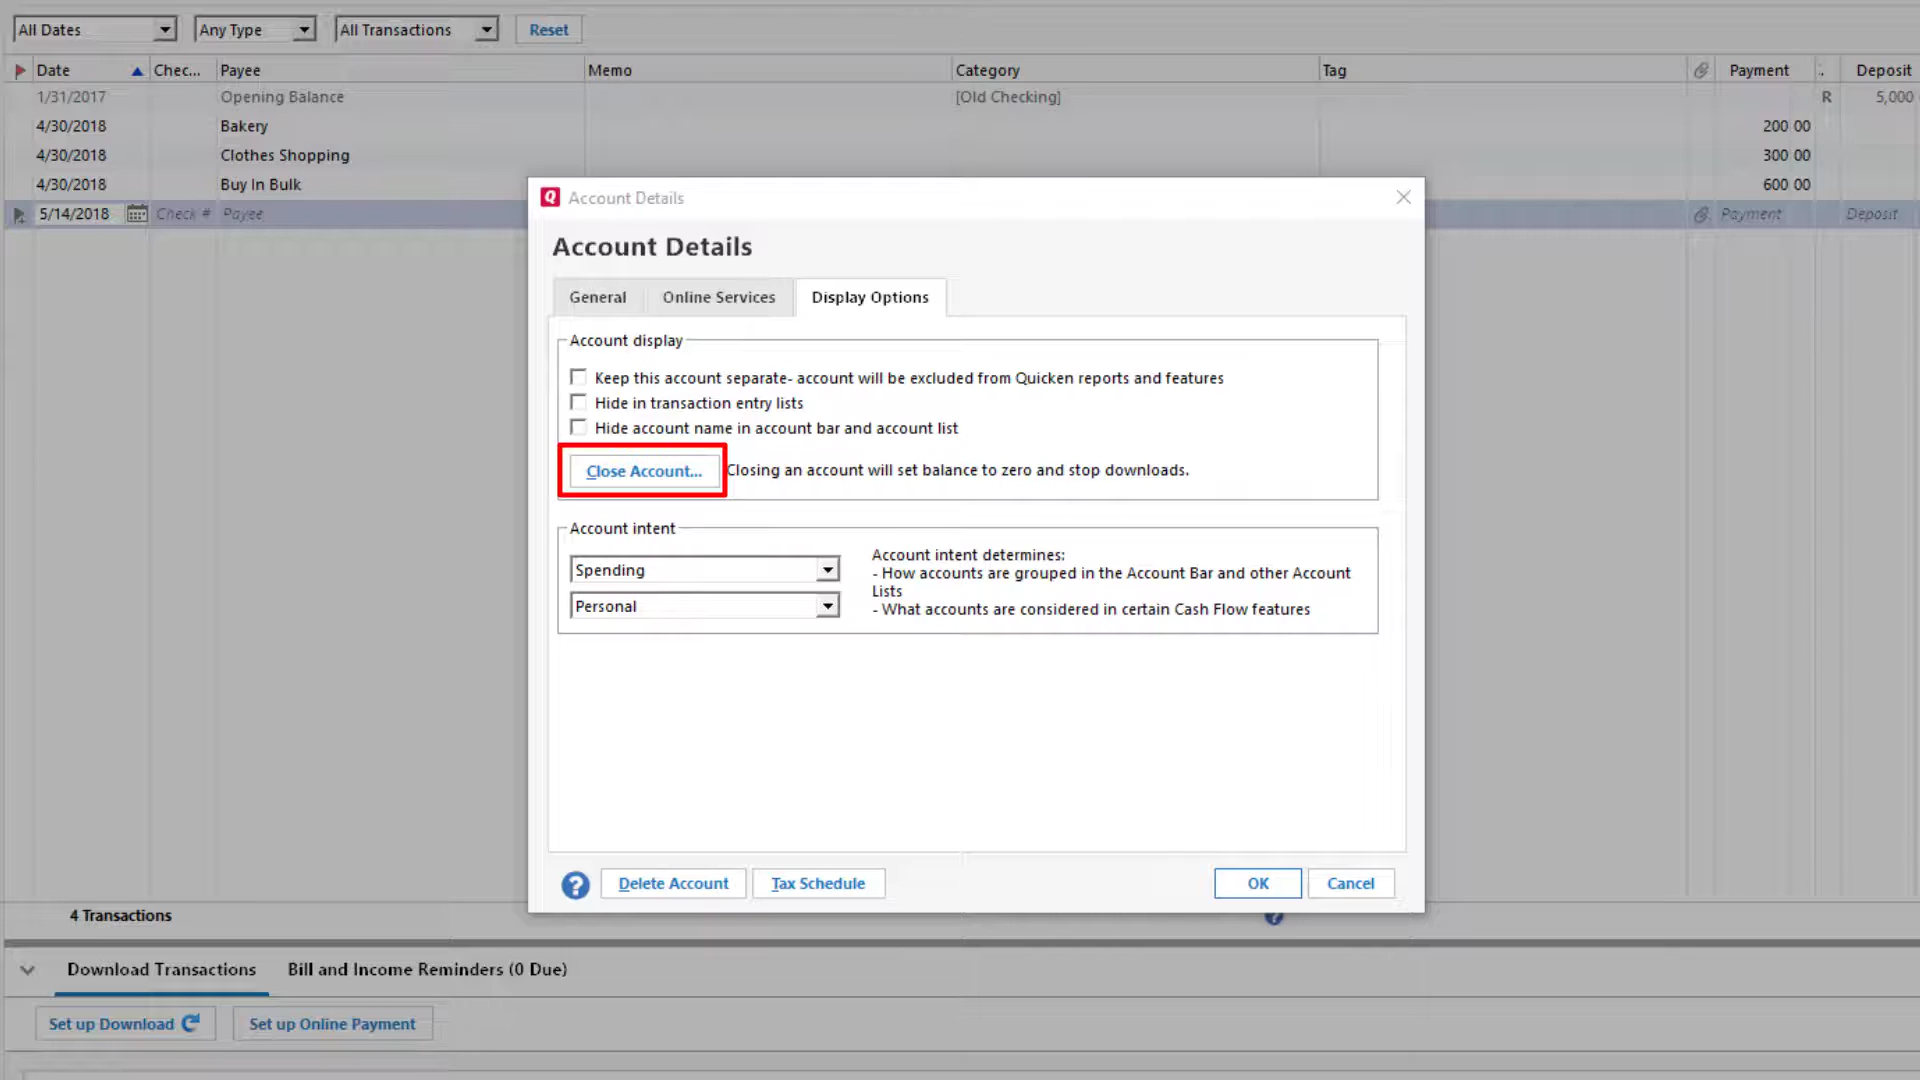 All Dates Any Type All Transactions Reset
Date Chec... Payee Memo Category Tag Payment . Deposit
1/31/2017 Opening Balance [Old Checking] R 5,000
4/30/2018 Bakery 200 00
4/30/2018 Clothes Shopping 300 00
4/30/2018 Buy In Bulk 600 00
5/14/2018 Check # Payee Payment Deposit
Q Account Details
Account Details
General Online Services Display Options
Account display
Keep this account separate- account will be excluded from Quicken reports and features
Hide in transaction entry lists
Hide account name in account bar and account list
Close Account... Closing an account will set balance to zero and stop downloads.
Account intent
Spending
Personal
Account intent determines:
- How accounts are grouped in the Account Bar and other Account
Lists
- What accounts are considered in certain Cash Flow features
? Delete Account Tax Schedule OK Cancel
4 Transactions
Download Transactions Bill and Income Reminders (0 Due)
Set up Download Set up Online Payment